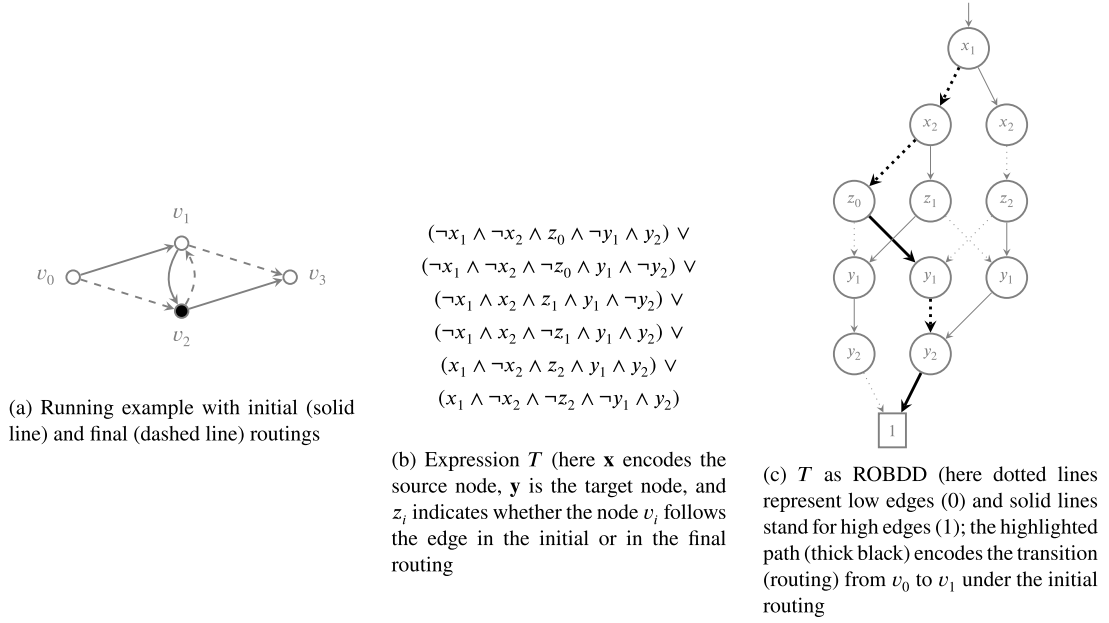 v₁
v₀
v₃
v₂
(a) Running example with initial (solid
line) and final (dashed line) routings
(¬x₁ ∧ ¬x₂ ∧ z₀ ∧ ¬y₁ ∧ y₂) ∨
(¬x₁ ∧ ¬x₂ ∧ ¬z₀ ∧ y₁ ∧ ¬y₂) ∨
(¬x₁ ∧ x₂ ∧ z₁ ∧ y₁ ∧ ¬y₂) ∨
(¬x₁ ∧ x₂ ∧ ¬z₁ ∧ y₁ ∧ y₂) ∨
(x₁ ∧ ¬x₂ ∧ z₂ ∧ y₁ ∧ y₂) ∨
(x₁ ∧ ¬x₂ ∧ ¬z₂ ∧ ¬y₁ ∧ y₂)
(b) Expression T (here x encodes the
source node, y is the target node, and
zᵢ indicates whether the node vᵢ follows
the edge in the initial or in the final
routing
x₁
x₂ x₂
z₀ z₁ z₂
y₁ y₁ y₁
y₂ y₂
1
(c) T as ROBDD (here dotted lines
represent low edges (0) and solid lines
stand for high edges (1); the highlighted
path (thick black) encodes the transition
(routing) from v₀ to v₁ under the initial
routing